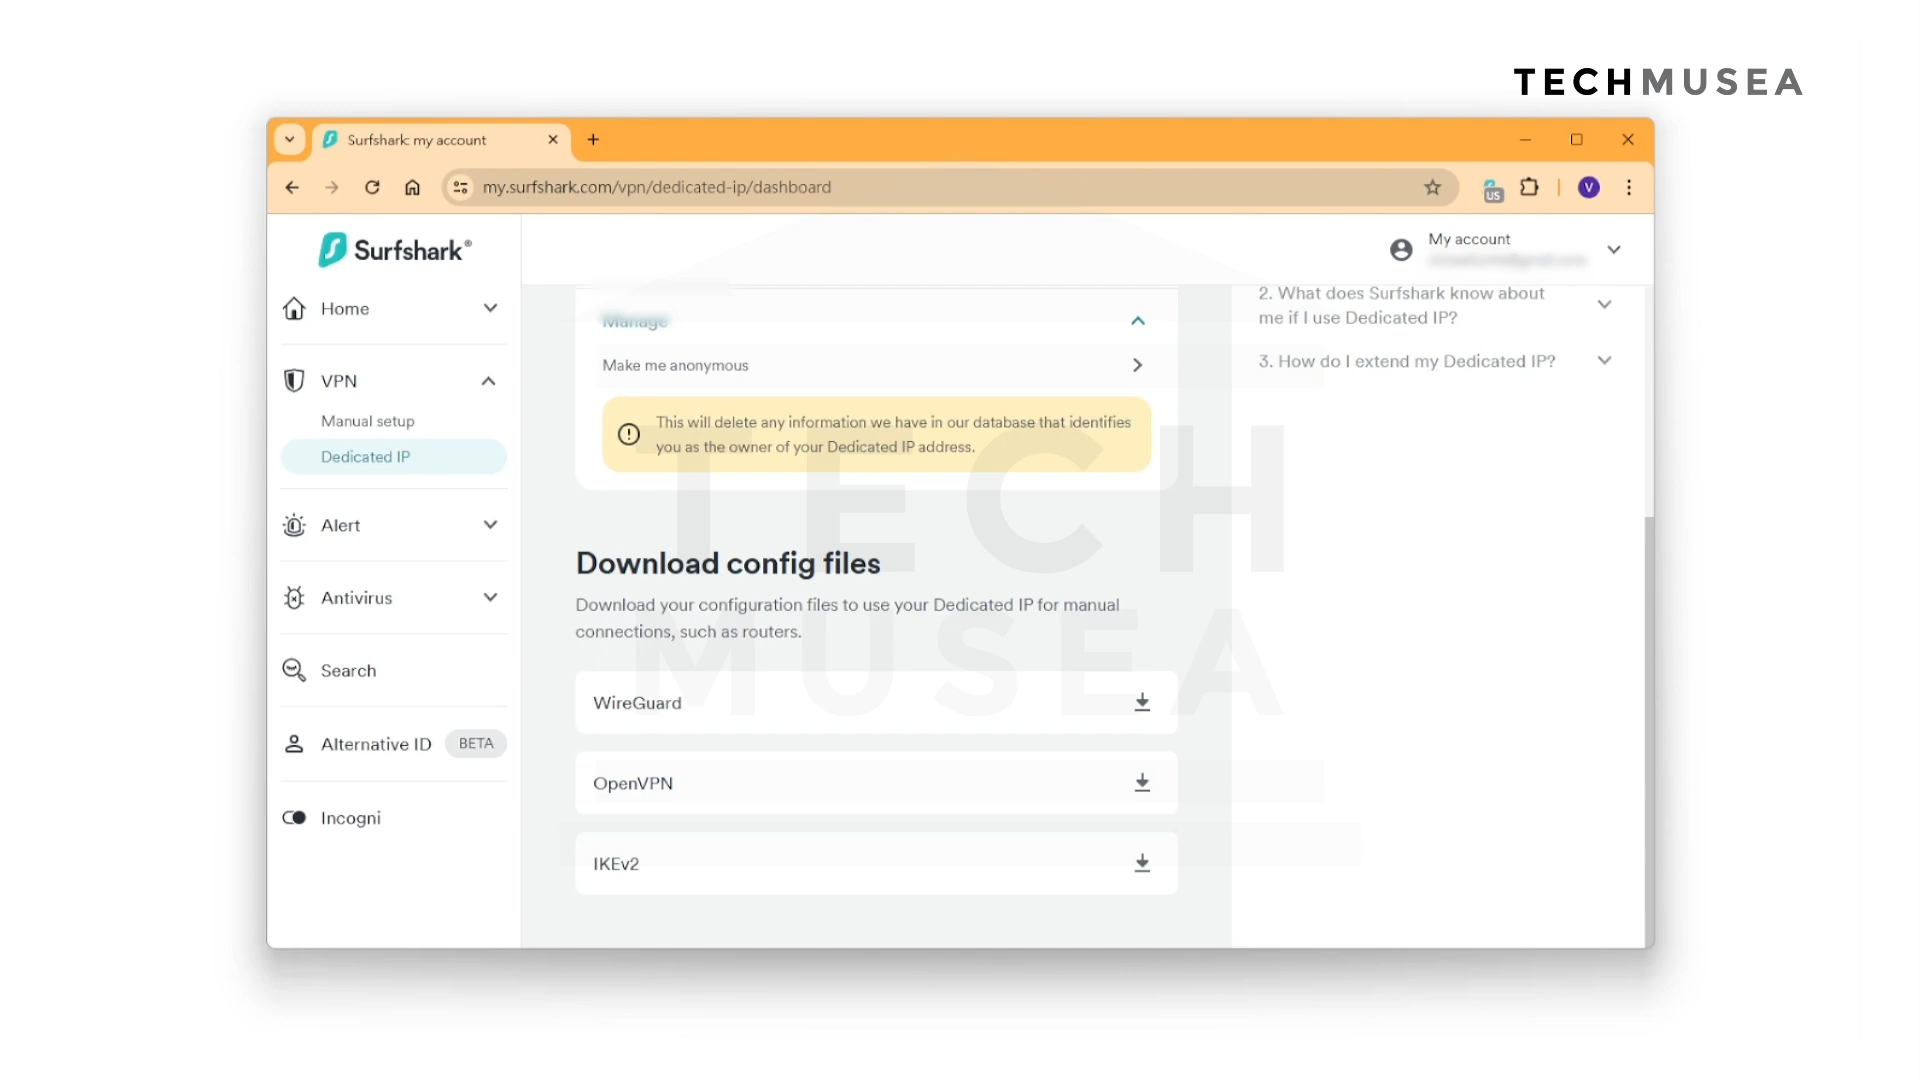 TECHMUSEA
Surfshark: my account
my.surfshark.com/vpn/dedicated-ip/dashboard
US
V
Surfshark®
My account
Home
VPN
Manual setup
Dedicated IP
Alert
Antivirus
Search
Alternative ID BETA
Incogni
Manage
Make me anonymous
This will delete any information we have in our database that identifies
you as the owner of your Dedicated IP address.
Download config files
Download your configuration files to use your Dedicated IP for manual
connections, such as routers.
WireGuard
OpenVPN
IKEv2
2. What does Surfshark know about
me if I use Dedicated IP?
3. How do I extend my Dedicated IP?
TECH
MUSEA